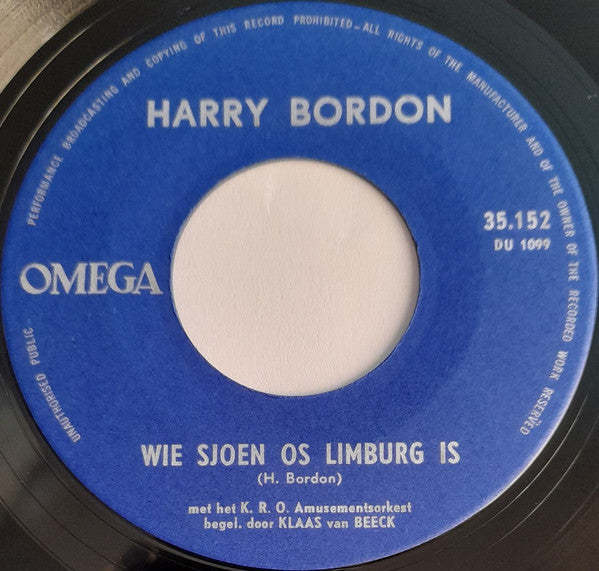 UNAUTHORISED PUBLIC PERFORMANCE BROADCASTING AND COPYING OF THIS RECORD PROHIBITED-ALL RIGHTS OF THE MANUFACTURER AND OF THE OWNER OF THE RECORDED WORK RESERVED
HARRY BORDON
35.152
DU 1099
OMEGA
WIE SJOEN OS LIMBURG IS
(H. Bordon)
met het K. R. O. Amusementsorkest
begel. door KLAAS van BEECK